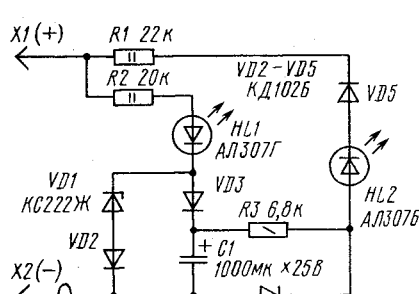 X1(+)
R1 22к
R2 20к
VD2-VD5
КД102Б
VD5
HL1
АЛ307Г
VD1
КС222Ж
VD3
HL2
АЛ307Б
R3 6,8к
VD2
+ C1
1000мк ×25В
X2(-)